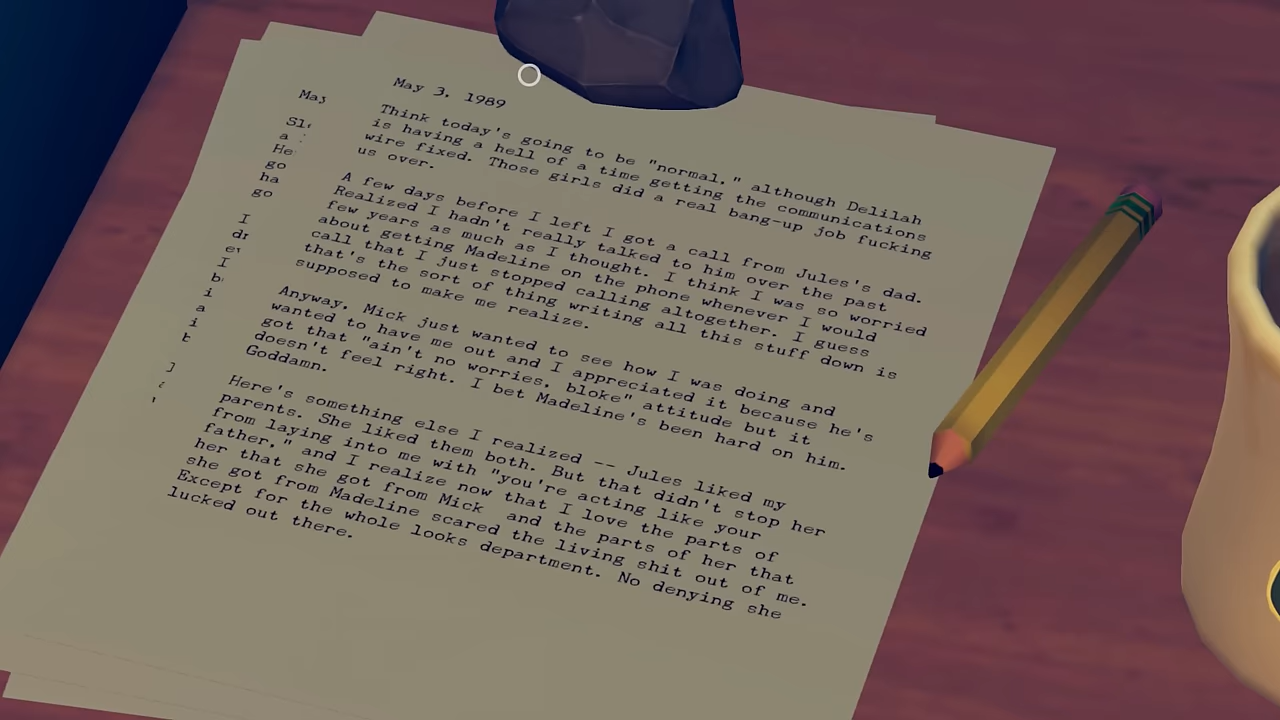 May 3, 1989
Think today's going to be "normal," although Delilah
is having a hell of a time getting the communications
wire fixed. Those girls did a real bang-up job fucking
us over.
A few days before I left I got a call from Jules's dad.
Realized I hadn't really talked to him over the past
few years as much as I thought. I think I was so worried
about getting Madeline on the phone whenever I would
call that I just stopped calling altogether. I guess
that's the sort of thing writing all this stuff down is
supposed to make me realize.
Anyway, Mick just wanted to see how I was doing and
wanted to have me out and I appreciated it because he's
got that "ain't no worries, bloke" attitude but it
doesn't feel right. I bet Madeline's been hard on him.
Goddamn.
Here's something else I realized -- Jules liked my
parents. She liked them both. But that didn't stop her
from laying into me with "you're acting like your
father." and I realize now that I love the parts of
her that she got from Mick  and the parts of her that
she got from Madeline scared the living shit out of me.
Except for the whole looks department. No denying she
lucked out there.
May
a
He
go
ha
go
I
I
i
a